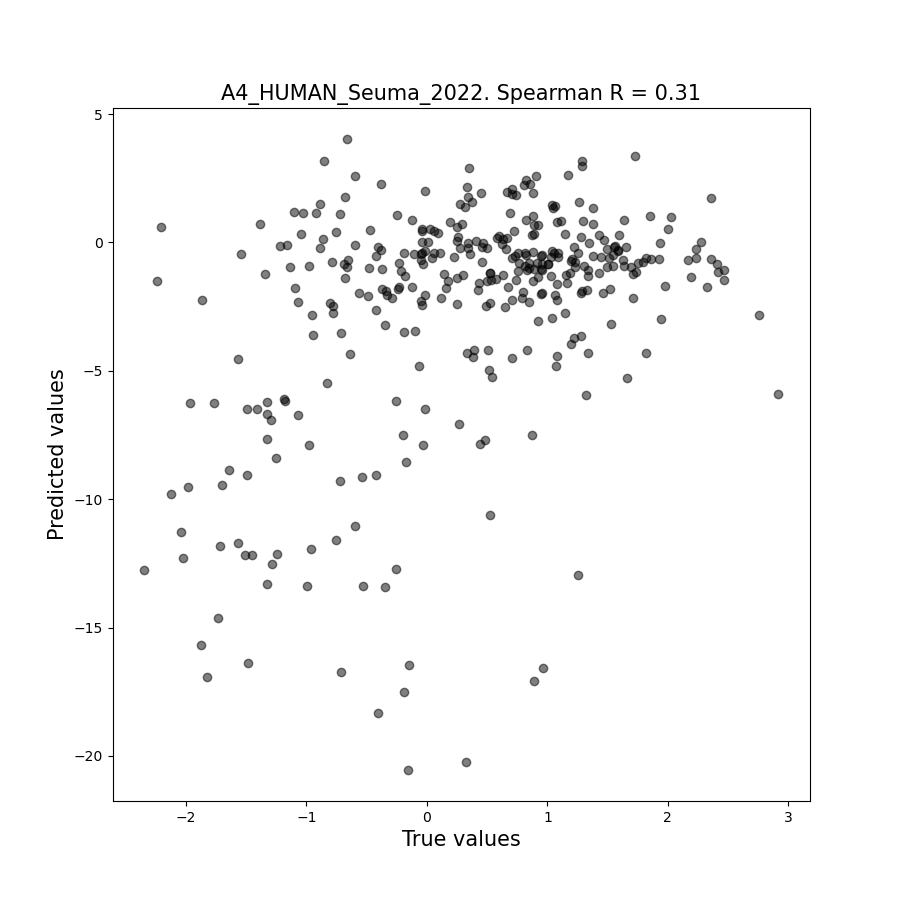 A4_HUMAN_Seuma_2022. Spearman R = 0.31
5
0
−5
−10
−15
−20
Predicted values
−2 −1 0 1 2 3
True values